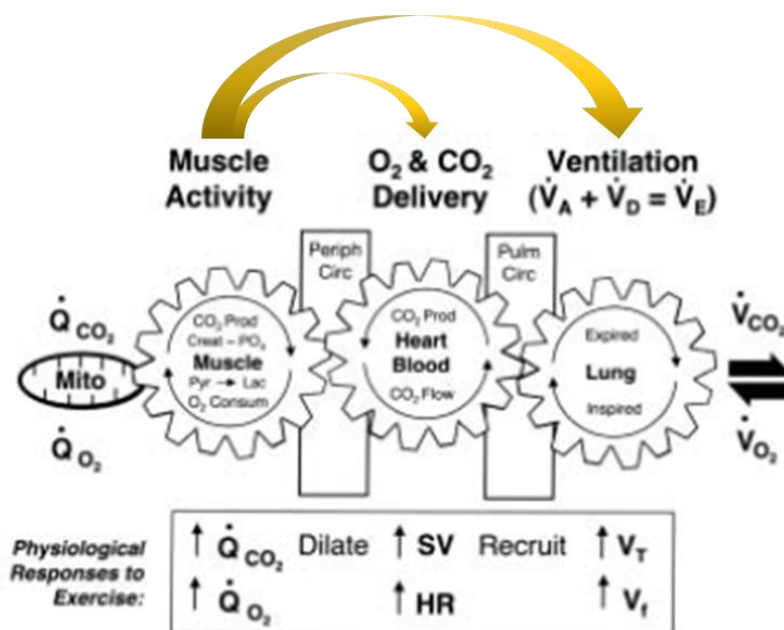 Muscle
Activity
O₂ & CO₂
Delivery
Ventilation
(V̇A + V̇D = V̇E)
Periph
Circ
Pulm
Circ
Q̇CO₂
Mito
Q̇O₂
CO₂ Prod
Creat – PO₄
Muscle
Pyr → Lac
O₂ Consum
CO₂ Prod
Heart
Blood
CO₂ Flow
Expired
Lung
Inspired
V̇CO₂
V̇O₂
Physiological
Responses to
Exercise:
↑ Q̇CO₂ Dilate ↑ SV Recruit ↑ VT
↑ Q̇O₂ ↑ HR ↑ Vf